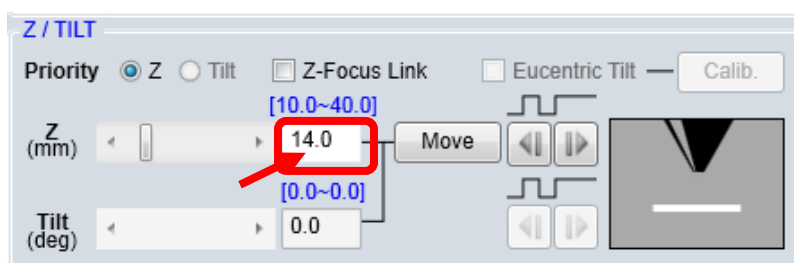 Z / TILT
Priority Z Tilt Z-Focus Link Eucentric Tilt Calib.
[10.0~40.0]
Z (mm) 14.0 Move
[0.0~0.0]
Tilt (deg) 0.0